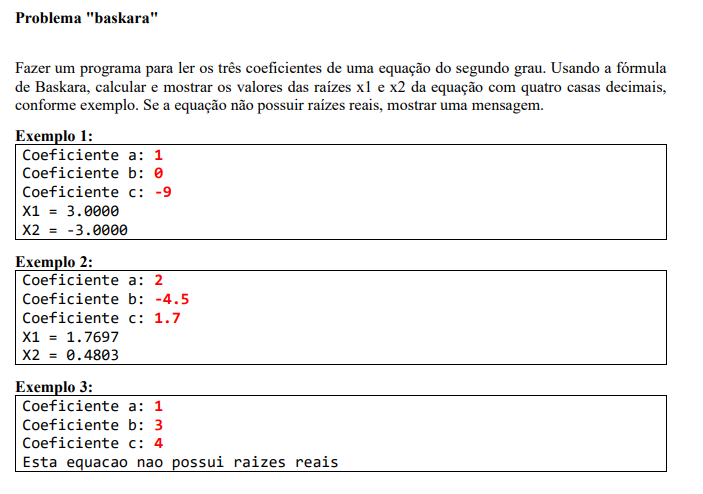 Problema "baskara"
Fazer um programa para ler os três coeficientes de uma equação do segundo grau. Usando a fórmula
de Baskara, calcular e mostrar os valores das raízes x1 e x2 da equação com quatro casas decimais,
conforme exemplo. Se a equação não possuir raízes reais, mostrar uma mensagem.
Exemplo 1:
Coeficiente a: 1
Coeficiente b: 0
Coeficiente c: -9
X1 = 3.0000
X2 = -3.0000
Exemplo 2:
Coeficiente a: 2
Coeficiente b: -4.5
Coeficiente c: 1.7
X1 = 1.7697
X2 = 0.4803
Exemplo 3:
Coeficiente a: 1
Coeficiente b: 3
Coeficiente c: 4
Esta equacao nao possui raizes reais